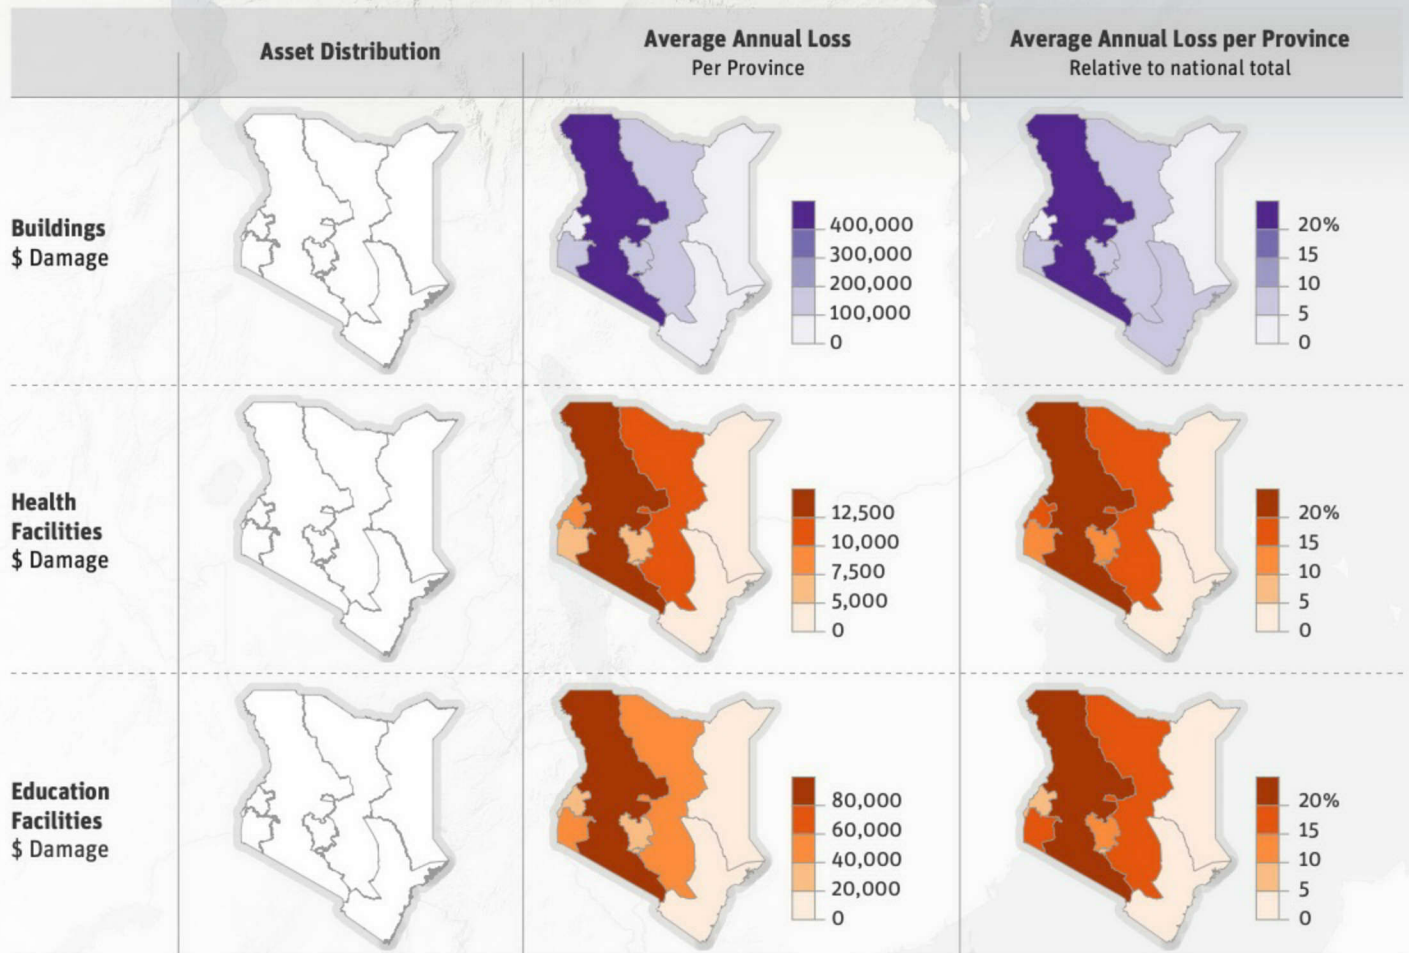 Asset Distribution
Average Annual Loss
Per Province
Average Annual Loss per Province
Relative to national total
Buildings
$ Damage
400,000
300,000
200,000
100,000
0
20%
15
10
5
0
Health
Facilities
$ Damage
12,500
10,000
7,500
5,000
0
20%
15
10
5
0
Education
Facilities
$ Damage
80,000
60,000
40,000
20,000
0
20%
15
10
5
0